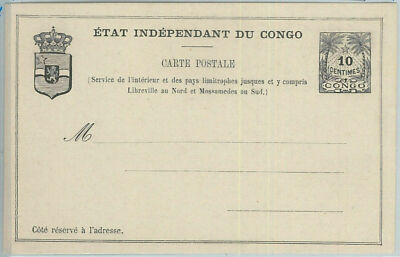 ÉTAT INDÉPENDANT DU CONGO
CARTE POSTALE
(Service de l'intérieur et des pays limitrophes jusques et y compris
Libreville au Nord et Mossamedes au Sud.)
10
CENTIMES
CONGO
M
Côté réservé à l'adresse.